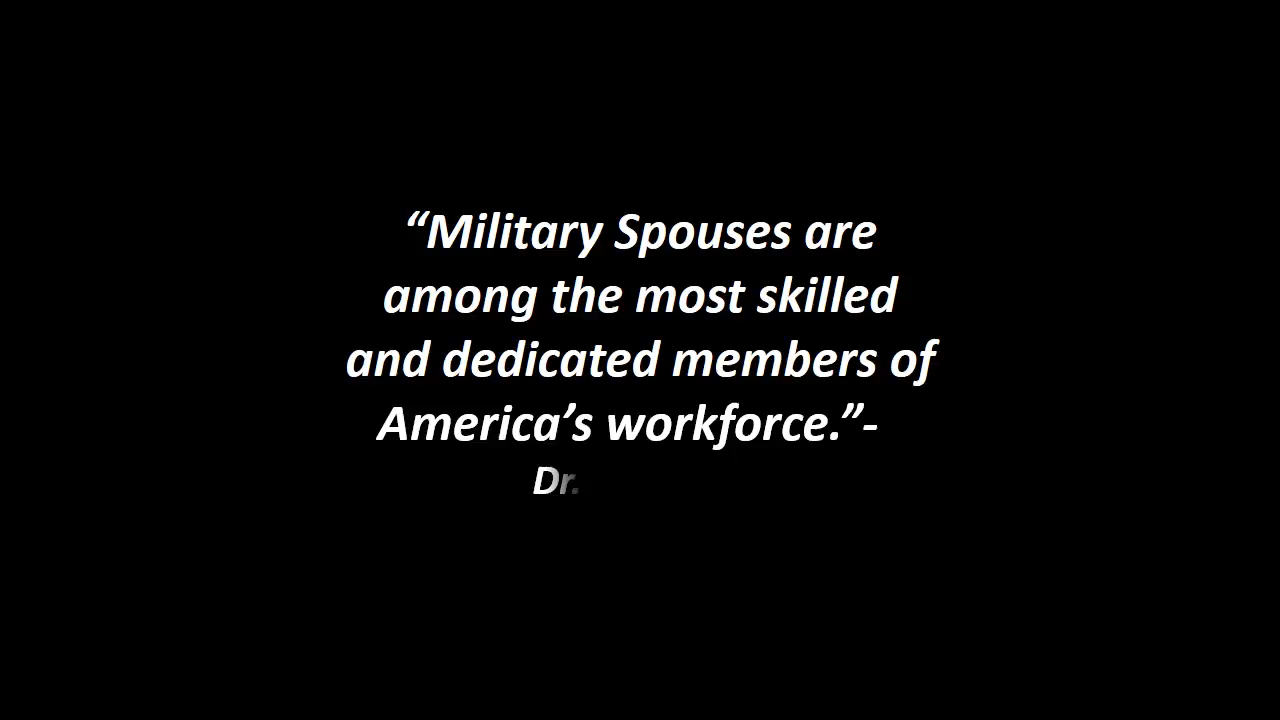 “Military Spouses are
among the most skilled
and dedicated members of
America’s workforce.”-
Dr.